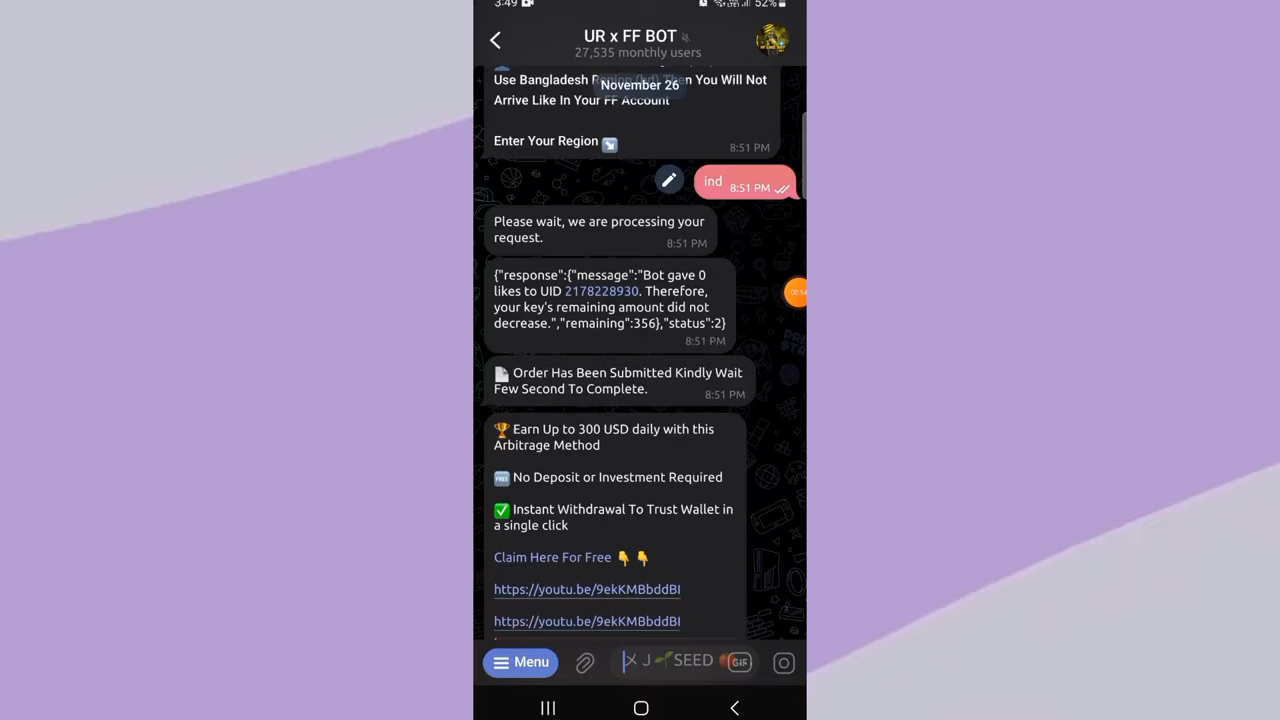 3:49
52%
UR x FF BOT
27,535 monthly users
Use Bangladesh Region (bd) Then You Will Not
November 26
Arrive Like In Your FF Account
Enter Your Region
8:51 PM
ind 8:51 PM
Please wait, we are processing your
request.
8:51 PM
{"response":{"message":"Bot gave 0
likes to UID 2178228930. Therefore,
your key's remaining amount did not
decrease.","remaining":356},"status":2}
8:51 PM
Order Has Been Submitted Kindly Wait
Few Second To Complete.
8:51 PM
🏆 Earn Up to 300 USD daily with this
Arbitrage Method
🆓 No Deposit or Investment Required
✅ Instant Withdrawal To Trust Wallet in
a single click
Claim Here For Free 👇 👇
https://youtu.be/9ekKMBbddBI
https://youtu.be/9ekKMBbddBI
Menu
J🌱SEED
GIF